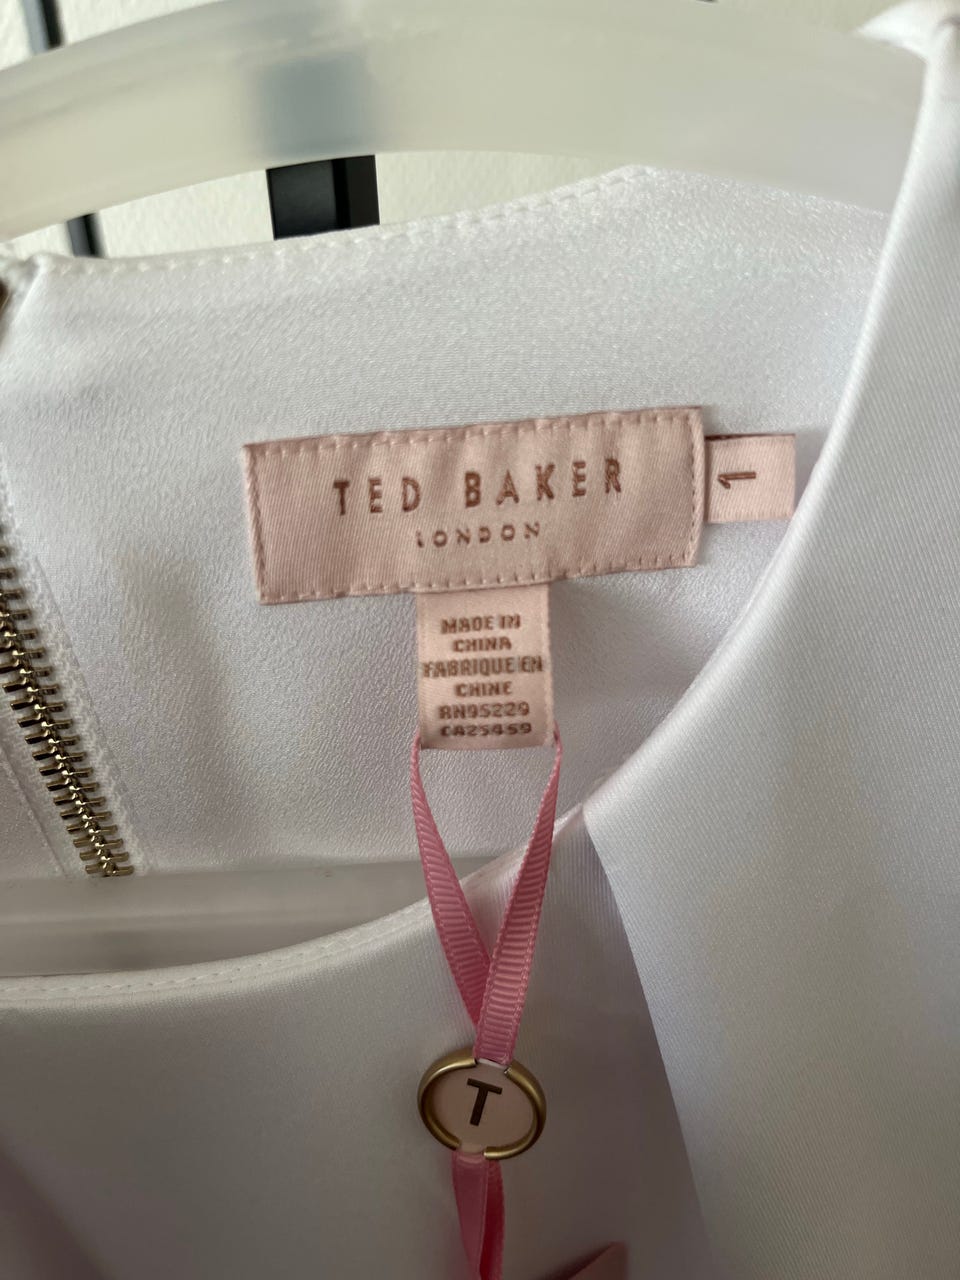 TED BAKER
LONDON
1
MADE IN
CHINA
FABRIQUE EN
CHINE
RN95229
CA25459
T